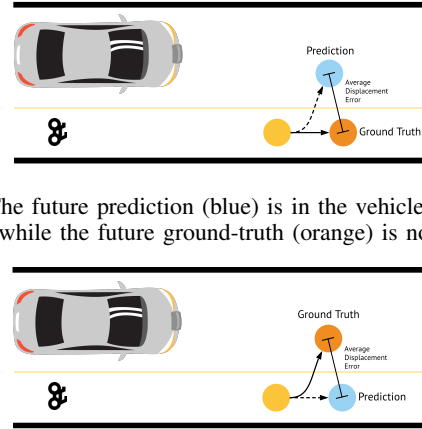 Prediction
Average
Displacement
Error
Ground Truth
The future prediction (blue) is in the vehicle
while the future ground-truth (orange) is no
Ground Truth
Average
Displacement
Error
Prediction